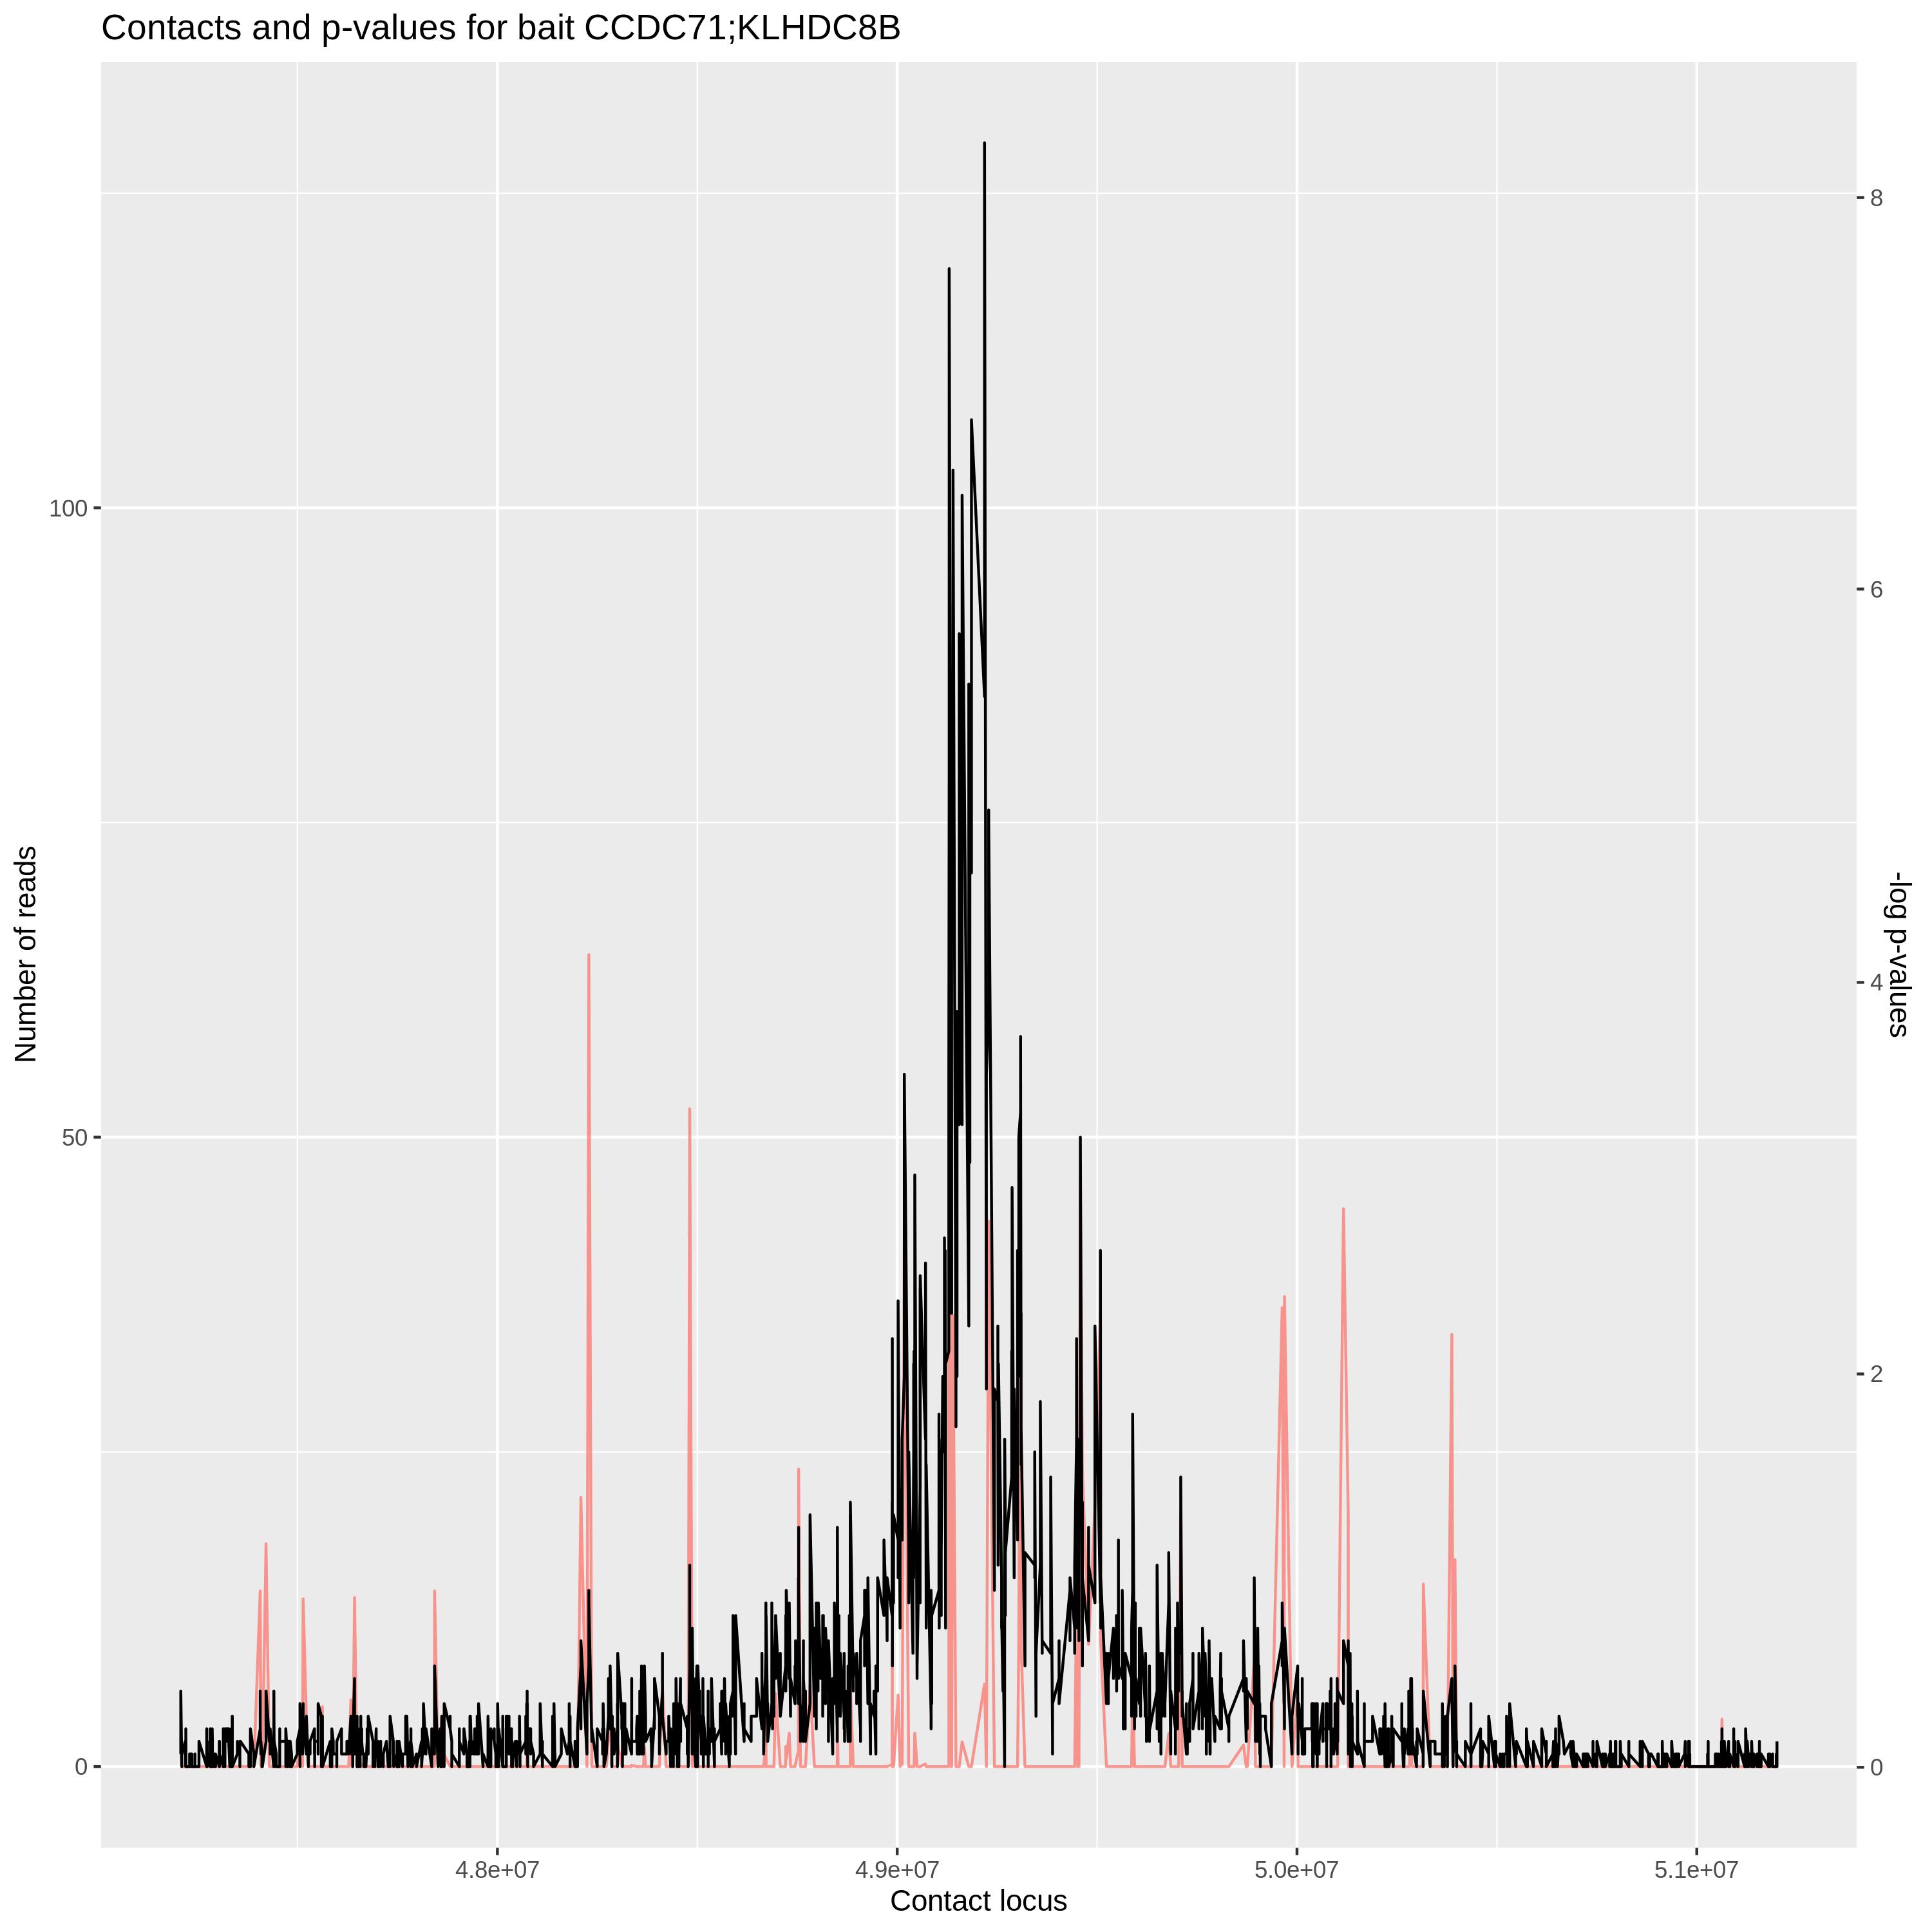 Contacts and p-values for bait CCDC71;KLHDC8B
100
50
0
Number of reads
8
6
4
2
0
-log p-values
4.8e+07 4.9e+07 5.0e+07 5.1e+07
Contact locus